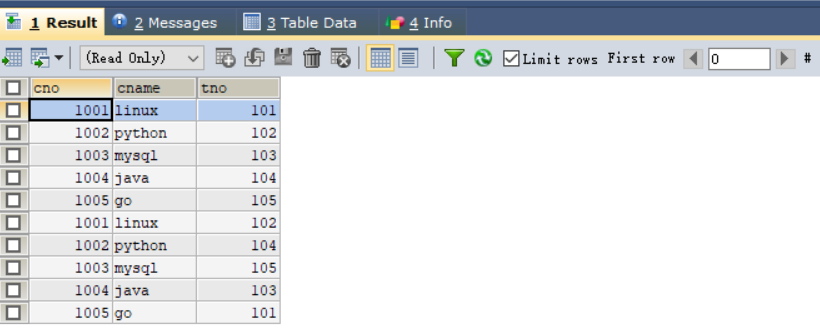 1 Result 2 Messages 3 Table Data 4 Info
(Read Only) Limit rows First row 0 #
cno cname tno
1001 linux 101
1002 python 102
1003 mysql 103
1004 java 104
1005 go 105
1001 linux 102
1002 python 104
1003 mysql 105
1004 java 103
1005 go 101